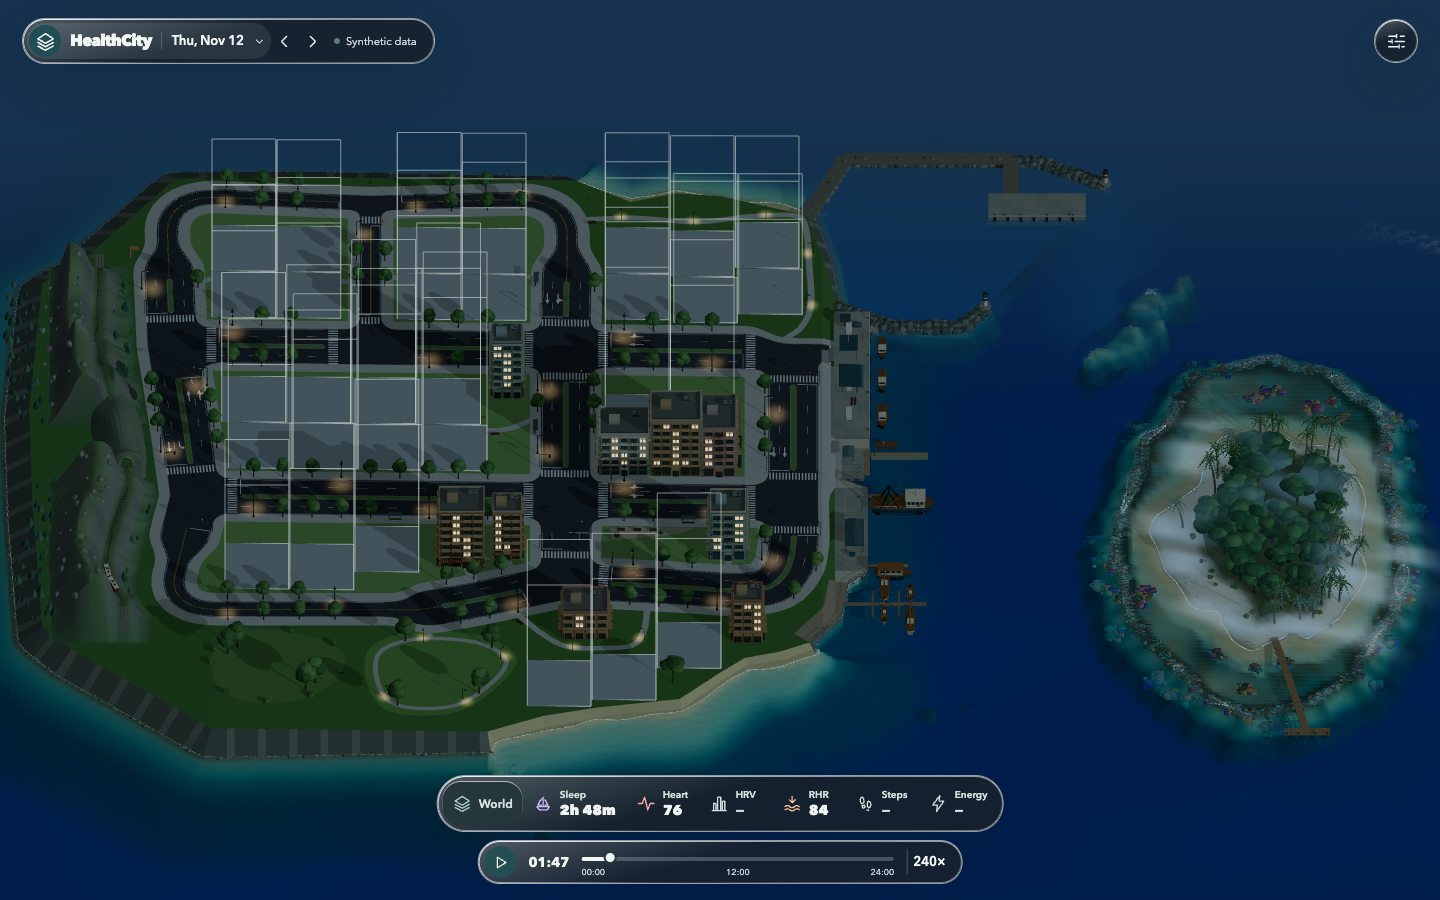 HealthCity
Thu, Nov 12
Synthetic data
World
Sleep
2h 48m
Heart
76
HRV
–
RHR
84
Steps
–
Energy
–
01:47
00:00
12:00
24:00
240×